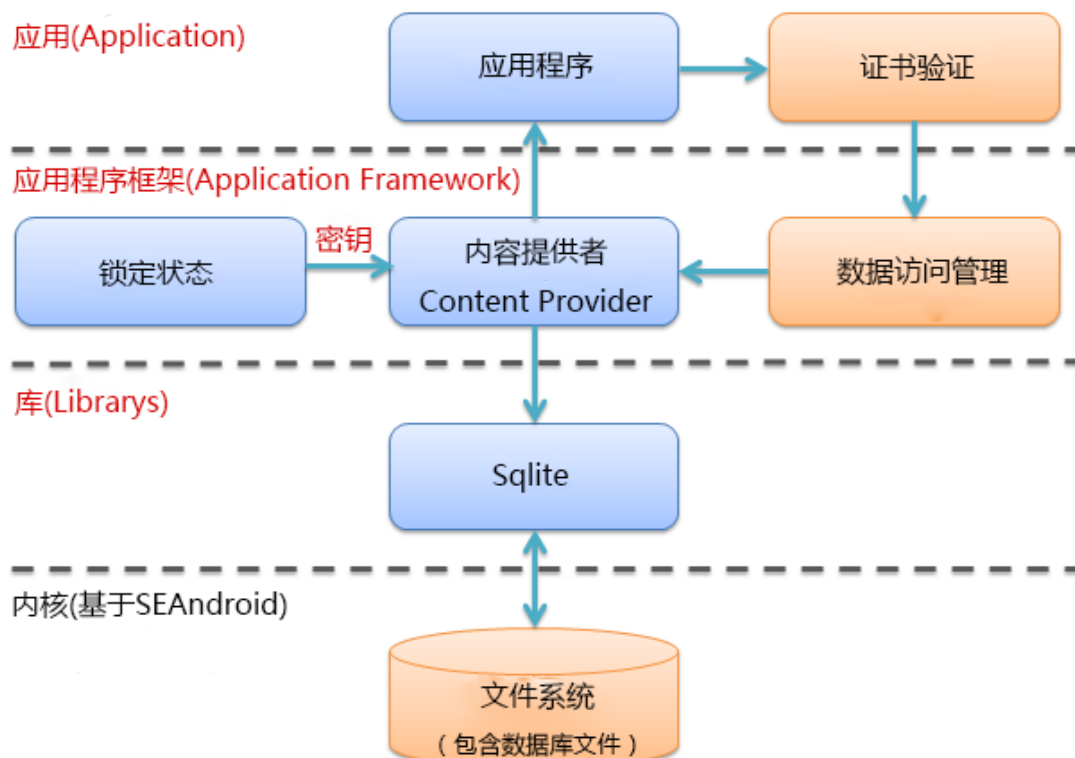 应用(Application)
应用程序
证书验证
应用程序框架(Application Framework)
锁定状态
密钥
内容提供者
Content Provider
数据访问管理
库(Librarys)
Sqlite
内核(基于SEAndroid)
文件系统
（包含数据库文件）